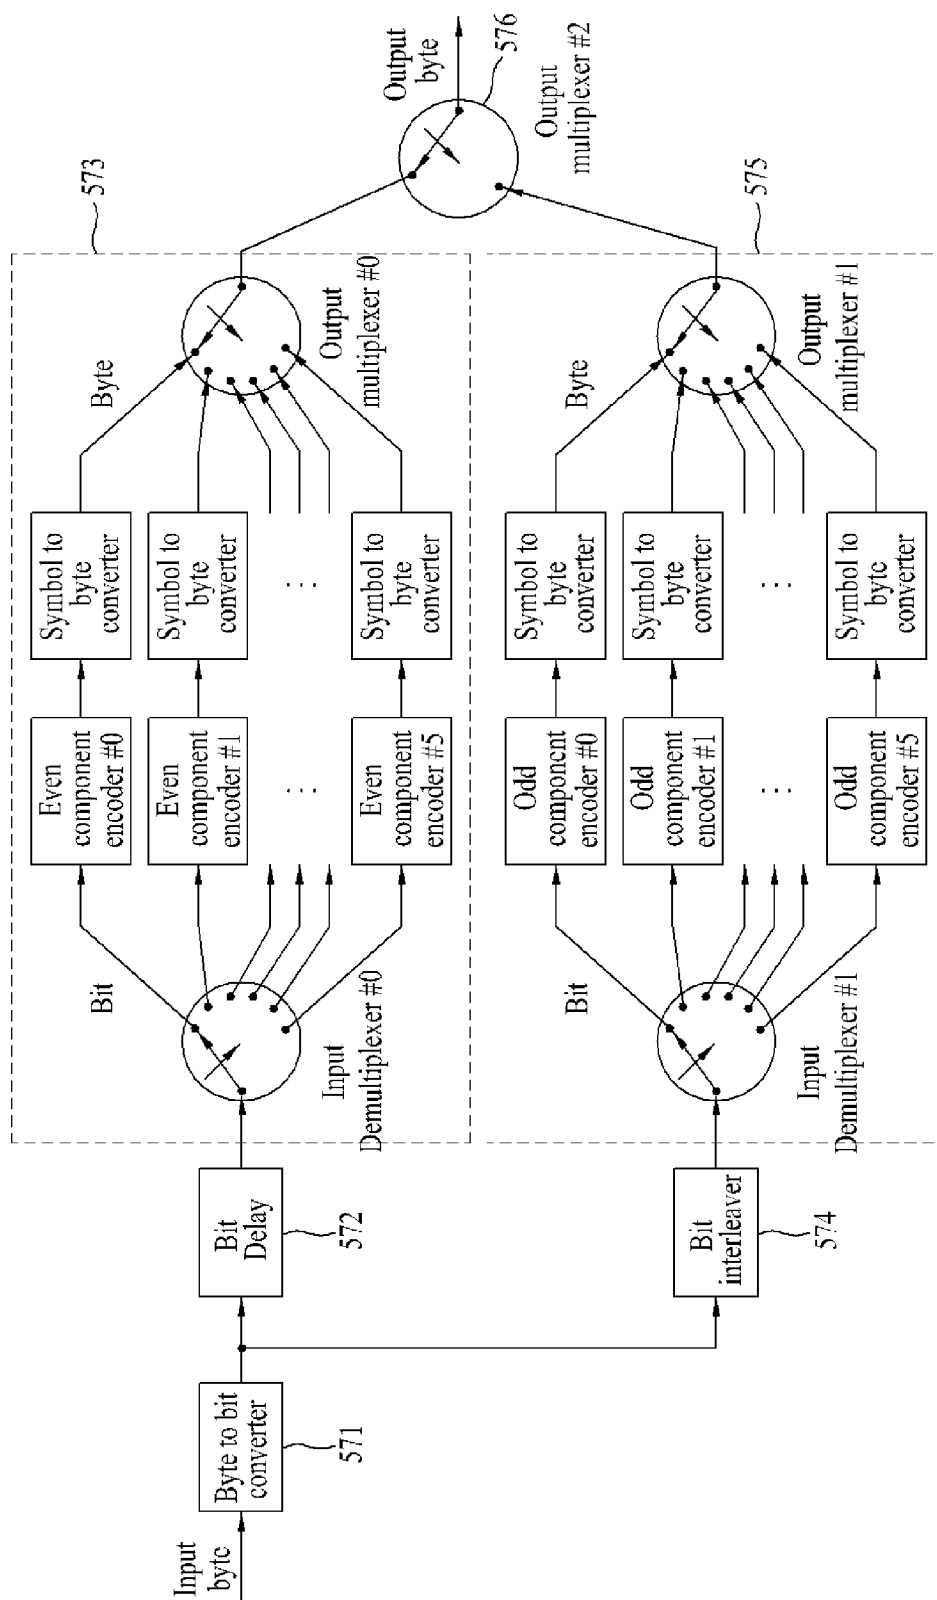 Input
byte
Byte to bit
converter
571
Bit
Delay
572
Bit
interleaver
574
573
Bit
Input
Demultiplexer #0
Even
component
encoder #0
Even
component
encoder #1
...
Even
component
encoder #5
Symbol to
byte
converter
Symbol to
byte
converter
...
Symbol to
byte
converter
Byte
Output
multiplexer #0
575
Bit
Input
Demultiplexer #1
Odd
component
encoder #0
Odd
component
encoder #1
...
Odd
component
encoder #5
Symbol to
byte
converter
Symbol to
byte
converter
...
Symbol to
byte
converter
Byte
Output
multiplexer #1
Output
byte
576
Output
multiplexer #2